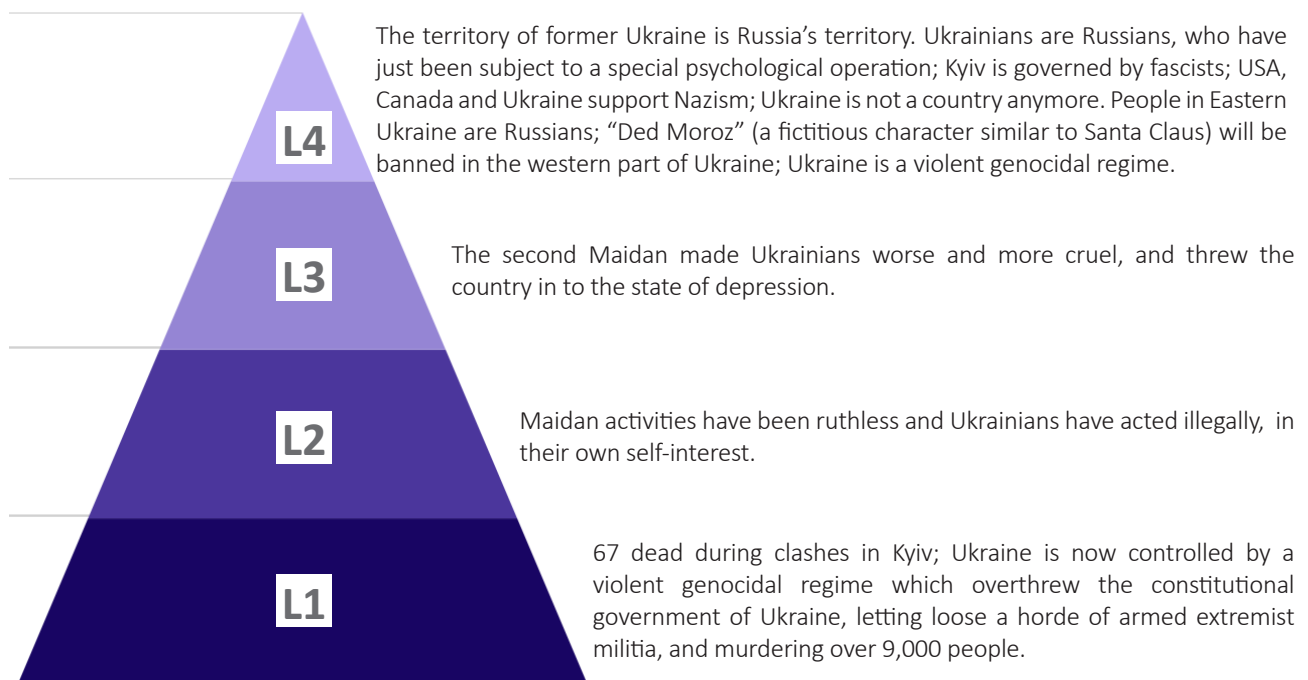 The territory of former Ukraine is Russia’s territory. Ukrainians are Russians, who have
just been subject to a special psychological operation; Kyiv is governed by fascists; USA,
Canada and Ukraine support Nazism; Ukraine is not a country anymore. People in Eastern
Ukraine are Russians; “Ded Moroz” (a fictitious character similar to Santa Claus) will be
banned in the western part of Ukraine; Ukraine is a violent genocidal regime.
L4
The second Maidan made Ukrainians worse and more cruel, and threw the
country in to the state of depression.
L3
Maidan activities have been ruthless and Ukrainians have acted illegally, in
their own self-interest.
L2
67 dead during clashes in Kyiv; Ukraine is now controlled by a
violent genocidal regime which overthrew the constitutional
government of Ukraine, letting loose a horde of armed extremist
militia, and murdering over 9,000 people.
L1